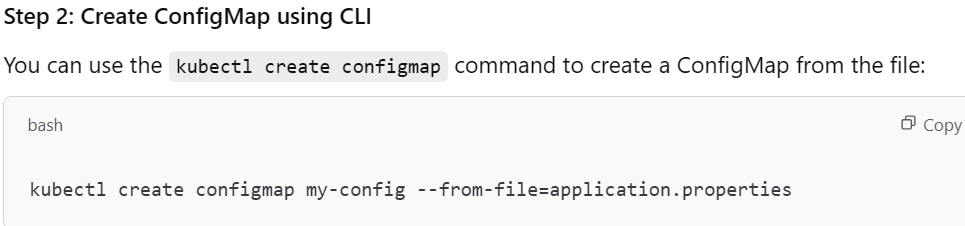 Step 2: Create ConfigMap using CLI
You can use the kubectl create configmap command to create a ConfigMap from the file:
bash
Copy
kubectl create configmap my-config --from-file=application.properties